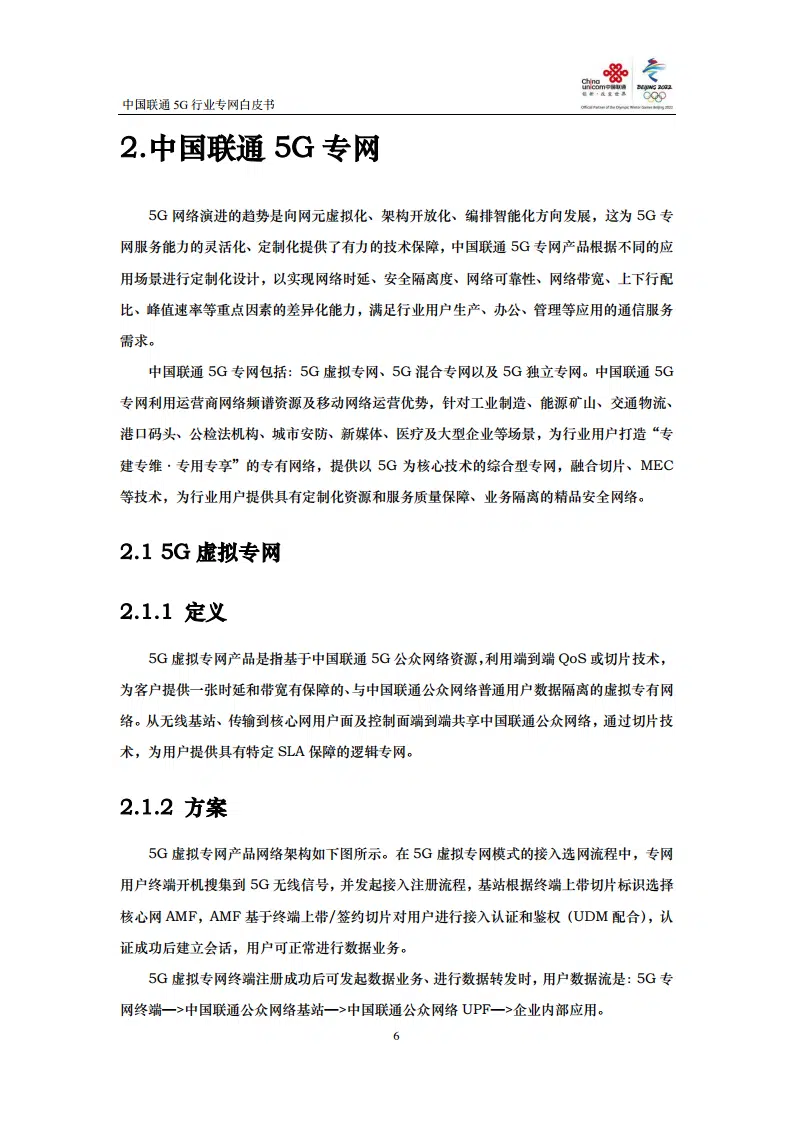 中国联通 5G 行业专网白皮书
China
unicom中国联通
创新·改变世界
BEIJING 2022
Official Partner of the Olympic Winter Games Beijing 2022
2.中国联通 5G 专网
5G 网络演进的趋势是向网元虚拟化、架构开放化、编排智能化方向发展，这为 5G 专
网服务能力的灵活化、定制化提供了有力的技术保障，中国联通 5G 专网产品根据不同的应
用场景进行定制化设计，以实现网络时延、安全隔离度、网络可靠性、网络带宽、上下行配
比、峰值速率等重点因素的差异化能力，满足行业用户生产、办公、管理等应用的通信服务
需求。
中国联通 5G 专网包括：5G 虚拟专网、5G 混合专网以及 5G 独立专网。中国联通 5G
专网利用运营商网络频谱资源及移动网络运营优势，针对工业制造、能源矿山、交通物流、
港口码头、公检法机构、城市安防、新媒体、医疗及大型企业等场景，为行业用户打造“专
建专维·专用专享”的专有网络，提供以 5G 为核心技术的综合型专网，融合切片、MEC
等技术，为行业用户提供具有定制化资源和服务质量保障、业务隔离的精品安全网络。
2.1 5G 虚拟专网
2.1.1 定义
5G 虚拟专网产品是指基于中国联通 5G 公众网络资源，利用端到端 QoS 或切片技术，
为客户提供一张时延和带宽有保障的、与中国联通公众网络普通用户数据隔离的虚拟专有网
络。从无线基站、传输到核心网用户面及控制面端到端共享中国联通公众网络，通过切片技
术，为用户提供具有特定 SLA 保障的逻辑专网。
2.1.2 方案
5G 虚拟专网产品网络架构如下图所示。在 5G 虚拟专网模式的接入选网流程中，专网
用户终端开机搜集到 5G 无线信号，并发起接入注册流程，基站根据终端上带切片标识选择
核心网 AMF，AMF 基于终端上带/签约切片对用户进行接入认证和鉴权（UDM 配合），认
证成功后建立会话，用户可正常进行数据业务。
5G 虚拟专网终端注册成功后可发起数据业务、进行数据转发时，用户数据流是：5G 专
网终端—>中国联通公众网络基站—>中国联通公众网络 UPF—>企业内部应用。
6